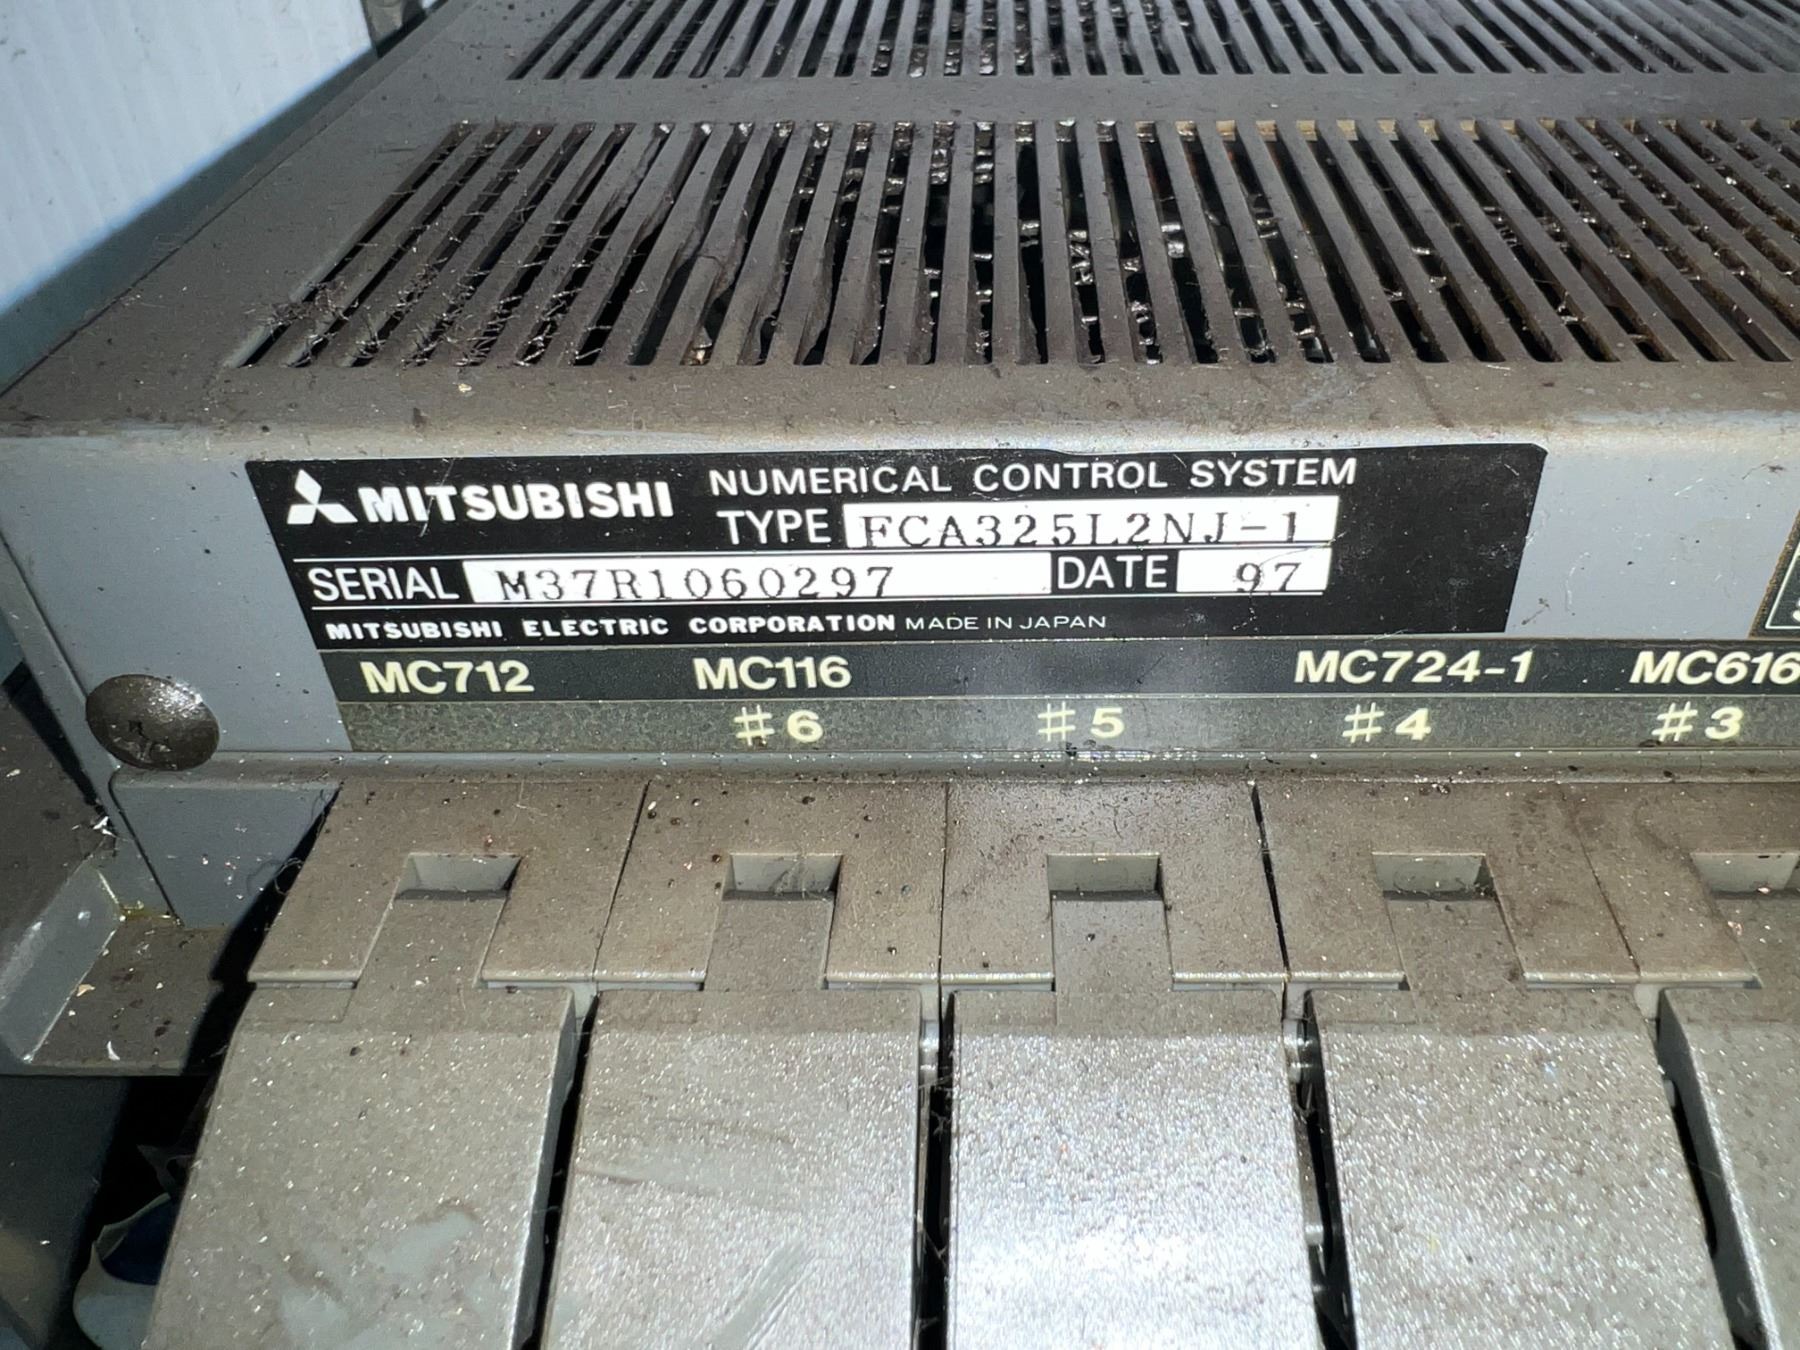 MITSUBISHI NUMERICAL CONTROL SYSTEM
TYPE FCA325L2NJ-1
SERIAL M37R1060297 DATE 97
MITSUBISHI ELECTRIC CORPORATION MADE IN JAPAN
MC712 MC116 MC724-1 MC616
#6 #5 #4 #3